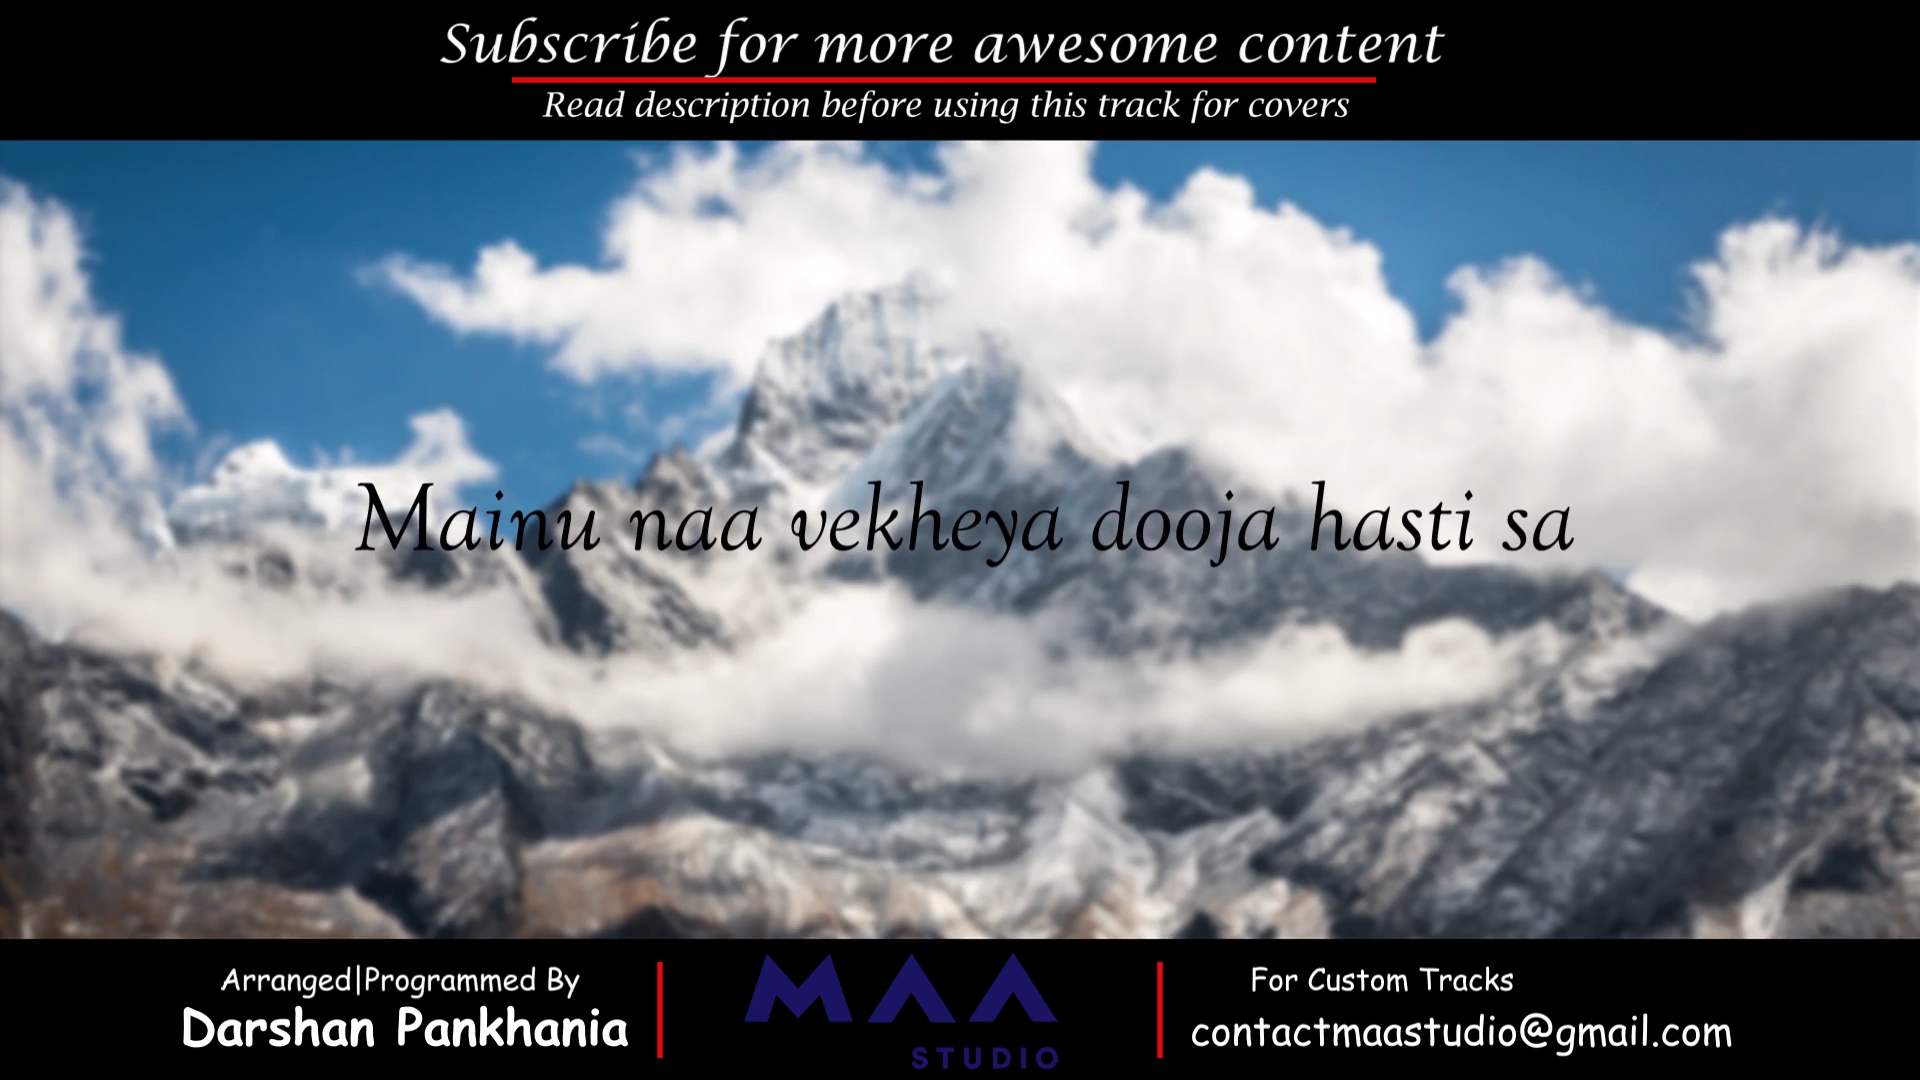 Subscribe for more awesome content
Read description before using this track for covers
Mainu naa vekheya dooja hasti sa
Arranged|Programmed By
Darshan Pankhania
MAA
STUDIO
For Custom Tracks
contactmaastudio@gmail.com